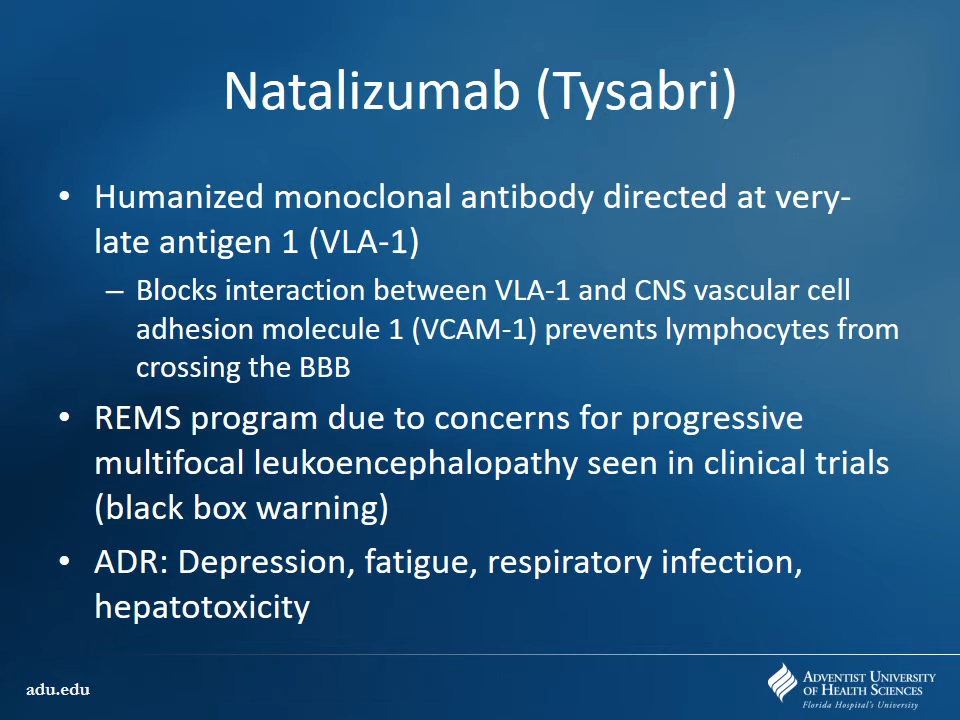 Natalizumab (Tysabri)
• Humanized monoclonal antibody directed at very-
late antigen 1 (VLA-1)
– Blocks interaction between VLA-1 and CNS vascular cell
adhesion molecule 1 (VCAM-1) prevents lymphocytes from
crossing the BBB
• REMS program due to concerns for progressive
multifocal leukoencephalopathy seen in clinical trials
(black box warning)
• ADR: Depression, fatigue, respiratory infection,
hepatotoxicity
adu.edu
ADVENTIST UNIVERSITY
OF HEALTH SCIENCES
Florida Hospital's University